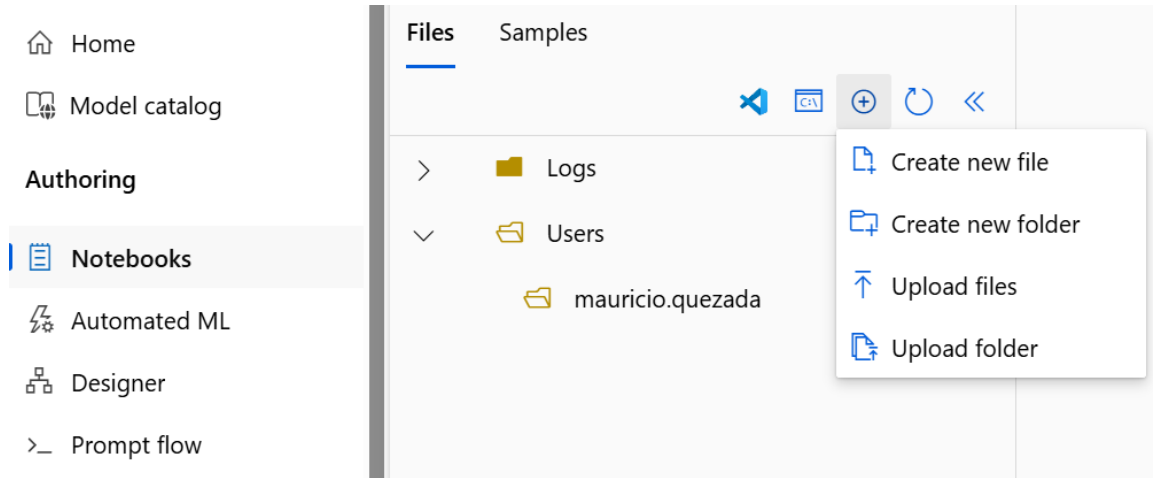 Home
Model catalog
Authoring
Notebooks
Automated ML
Designer
Prompt flow
Files
Samples
C:\
Logs
Users
mauricio.quezada
Create new file
Create new folder
Upload files
Upload folder